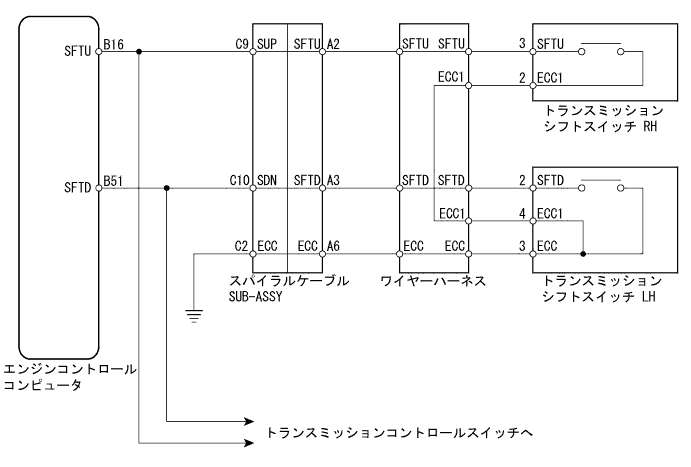 SFTU B16 C9 SUP SFTU A2 SFTU SFTU 3 SFTU
ECC1 2 ECC1
トランスミッション
シフトスイッチ RH
SFTD B51 C10 SDN SFTD A3 SFTD SFTD 2 SFTD
ECC1 4 ECC1
C2 ECC ECC A6 ECC ECC 3 ECC
スパイラルケーブル
SUB-ASSY
ワイヤーハーネス
トランスミッション
シフトスイッチ LH
エンジンコントロール
コンピュータ
トランスミッションコントロールスイッチへ